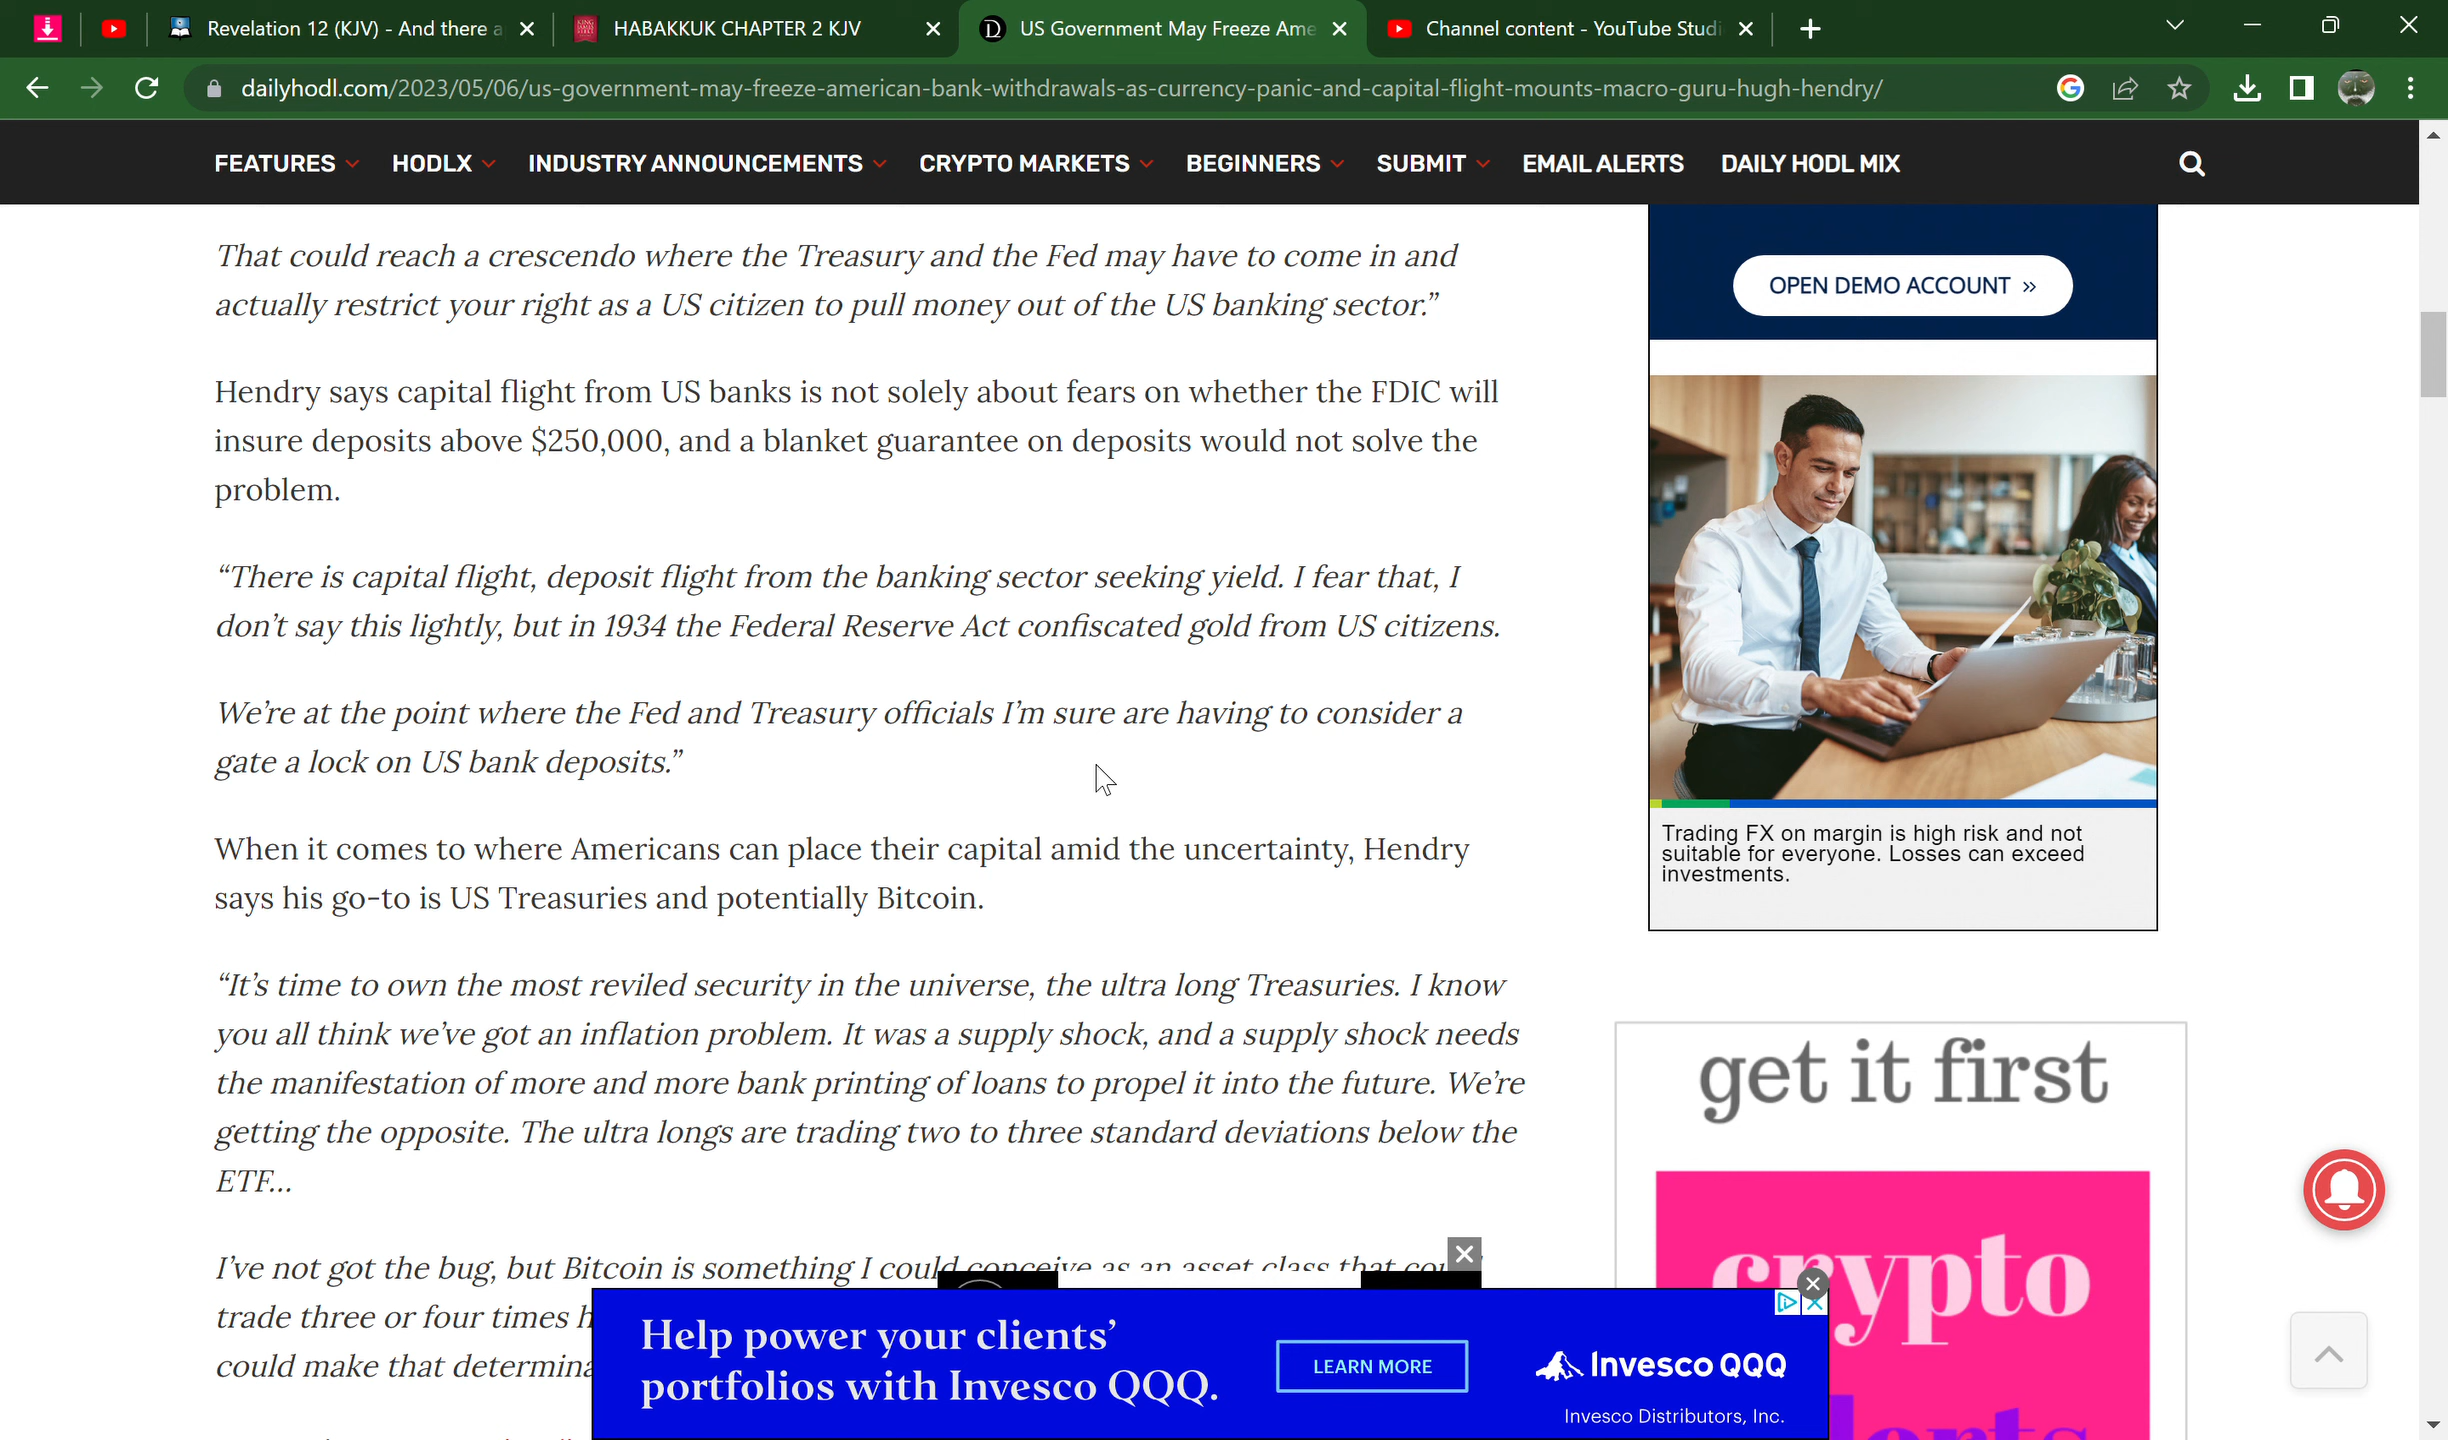 Revelation 12 (KJV) - And there a
HABAKKUK CHAPTER 2 KJV
US Government May Freeze Ame
Channel content - YouTube Studi
dailyhodl.com/2023/05/06/us-government-may-freeze-american-bank-withdrawals-as-currency-panic-and-capital-flight-mounts-macro-guru-hugh-hendry/
FEATURES HODLX INDUSTRY ANNOUNCEMENTS CRYPTO MARKETS BEGINNERS SUBMIT EMAIL ALERTS DAILY HODL MIX
That could reach a crescendo where the Treasury and the Fed may have to come in and
actually restrict your right as a US citizen to pull money out of the US banking sector.”
Hendry says capital flight from US banks is not solely about fears on whether the FDIC will
insure deposits above $250,000, and a blanket guarantee on deposits would not solve the
problem.
“There is capital flight, deposit flight from the banking sector seeking yield. I fear that, I
don’t say this lightly, but in 1934 the Federal Reserve Act confiscated gold from US citizens.
We’re at the point where the Fed and Treasury officials I’m sure are having to consider a
gate a lock on US bank deposits.”
When it comes to where Americans can place their capital amid the uncertainty, Hendry
says his go-to is US Treasuries and potentially Bitcoin.
“It’s time to own the most reviled security in the universe, the ultra long Treasuries. I know
you all think we’ve got an inflation problem. It was a supply shock, and a supply shock needs
the manifestation of more and more bank printing of loans to propel it into the future. We’re
getting the opposite. The ultra longs are trading two to three standard deviations below the
ETF…
I’ve not got the bug, but Bitcoin is something I could conceive as an asset class that
trade three or four times
could make that
OPEN DEMO ACCOUNT »
Trading FX on margin is high risk and not
suitable for everyone. Losses can exceed
investments.
get it first
crypto
Help power your clients’
portfolios with Invesco QQQ.
LEARN MORE
Invesco QQQ
Invesco Distributors, Inc.